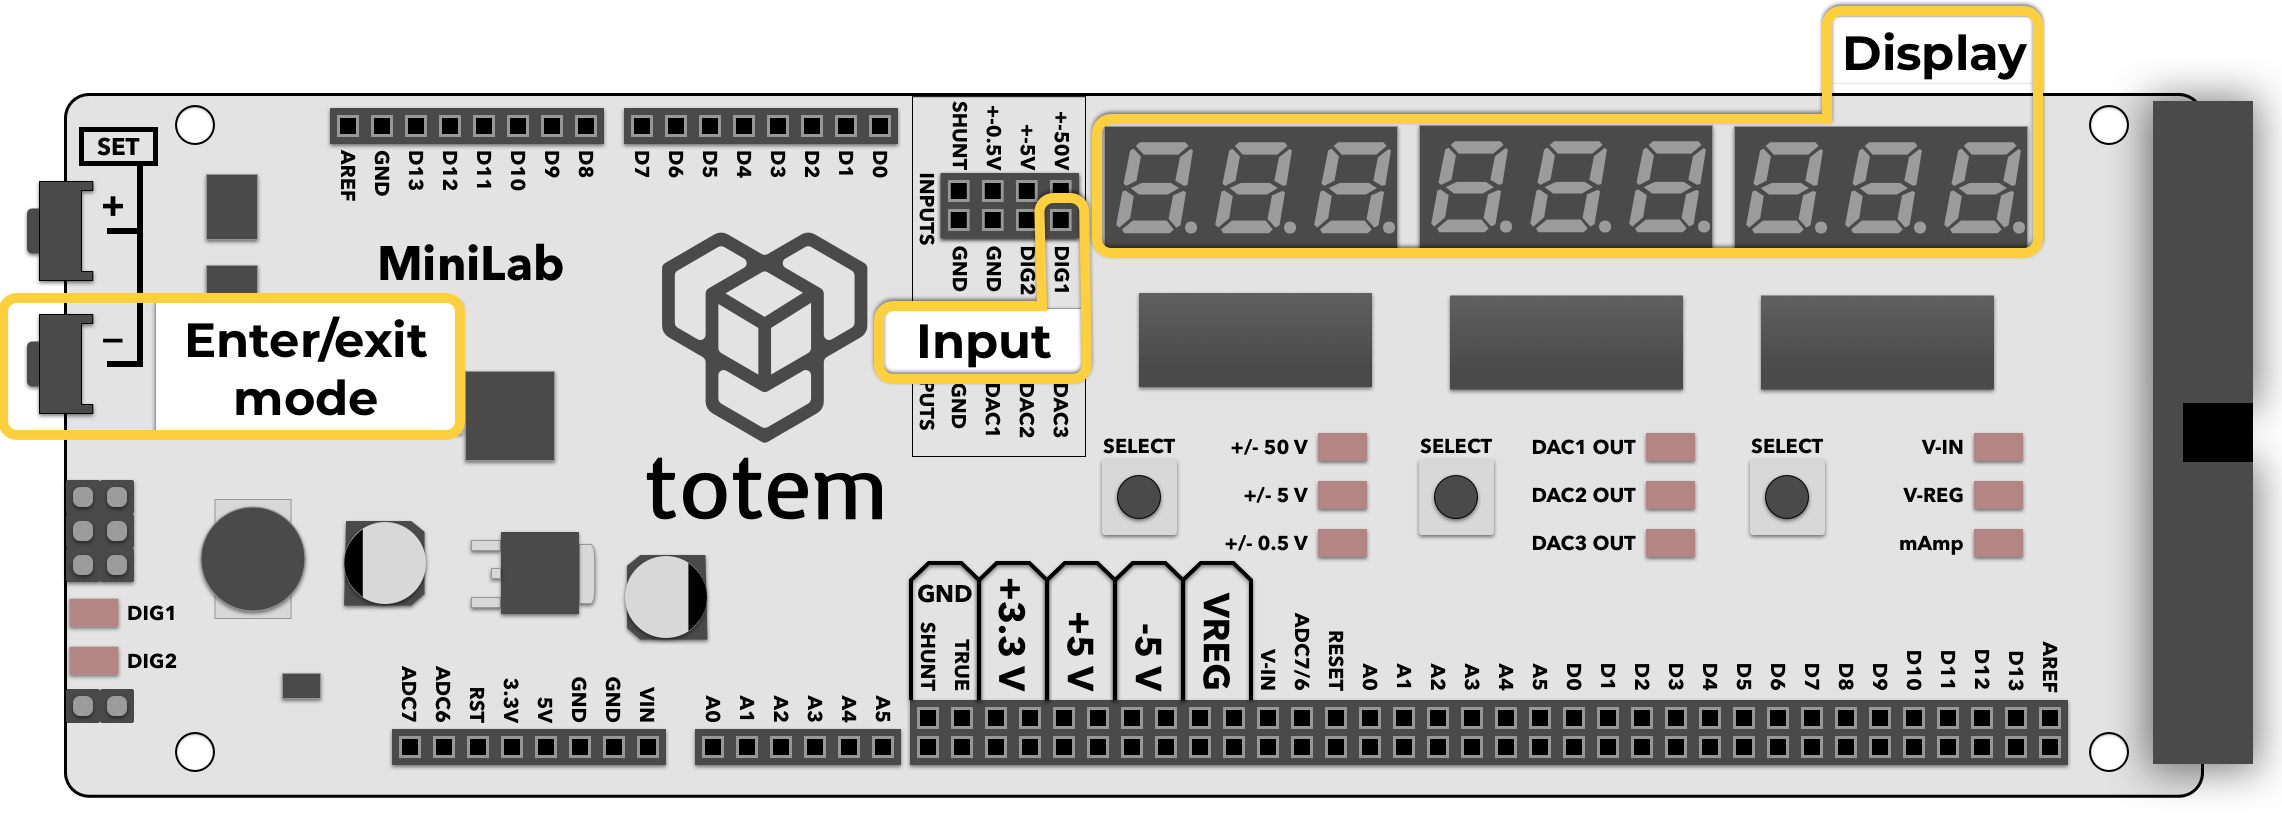 Display
SET
+
−
AREF GND D13 D12 D11 D10 D9 D8
D7 D6 D5 D4 D3 D2 D1 D0
SHUNT +-0.5V +-5V +-50V
INPUTS
GND GND DIG2 DIG1
MiniLab
Enter/exit
mode
Input
GND DAC1 DAC2 DAC3
totem
SELECT
+/- 50 V
+/- 5 V
+/- 0.5 V
SELECT
DAC1 OUT
DAC2 OUT
DAC3 OUT
SELECT
V-IN
V-REG
mAmp
DIG1
DIG2
GND
SHUNT TRUE
+3.3 V
+5 V
-5 V
VREG
V-IN ADC7/6 RESET A0 A1 A2 A3 A4 A5 D0 D1 D2 D3 D4 D5 D6 D7 D8 D9 D10 D11 D12 D13 AREF
ADC7 ADC6 RST 3.3V 5V GND GND VIN
A0 A1 A2 A3 A4 A5